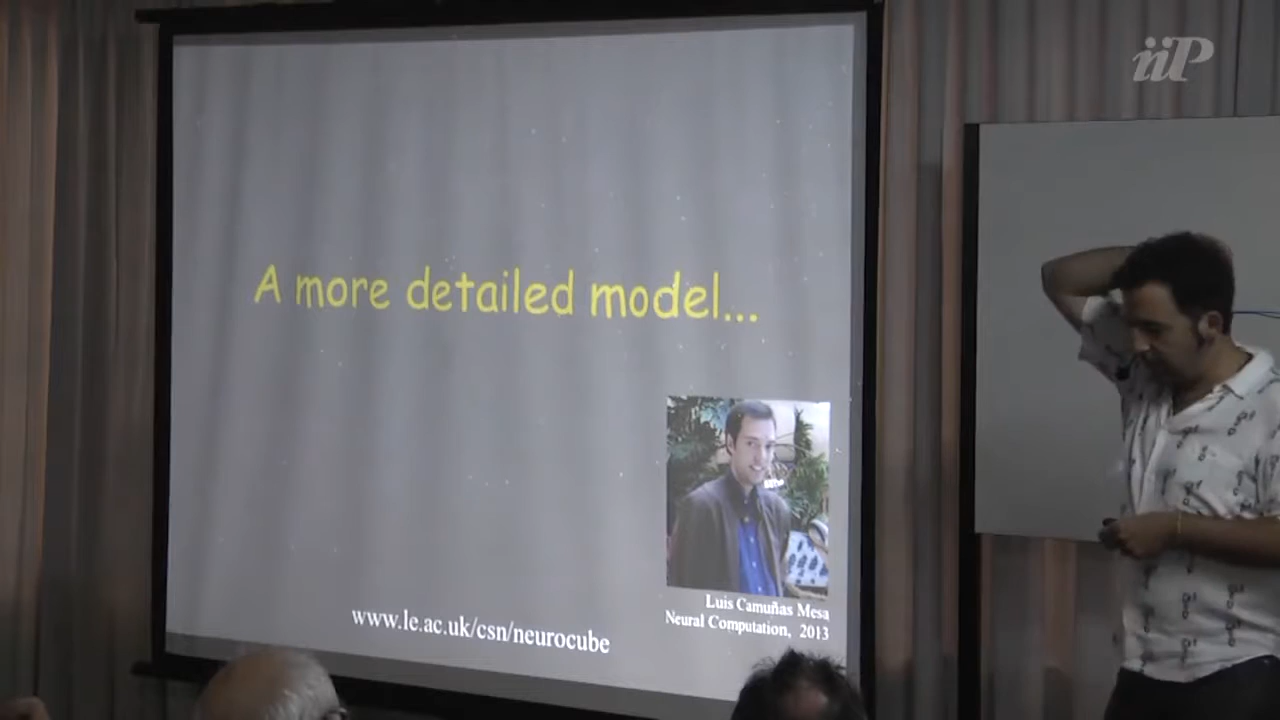 iiP
A more detailed model...
Luis Camuñas Mesa
Neural Computation, 2013
www.le.ac.uk/csn/neurocube